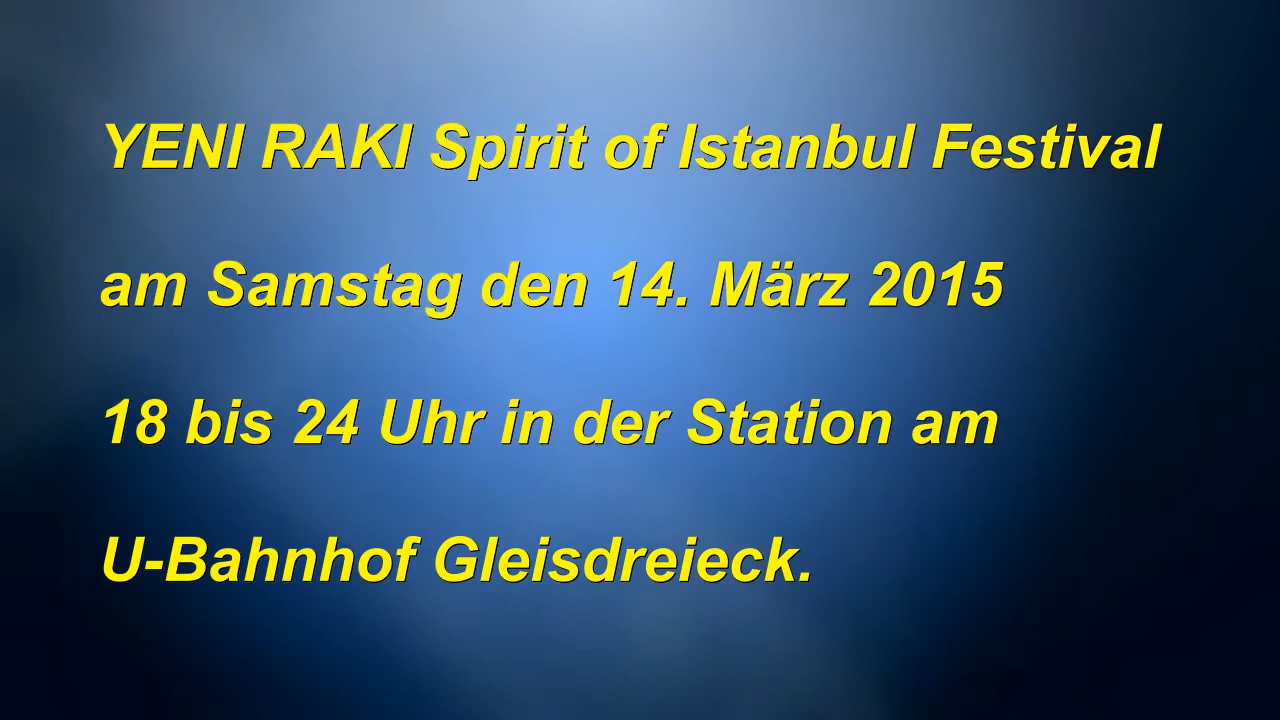 YENI RAKI Spirit of Istanbul Festival
am Samstag den 14. März 2015
18 bis 24 Uhr in der Station am
U-Bahnhof Gleisdreieck.